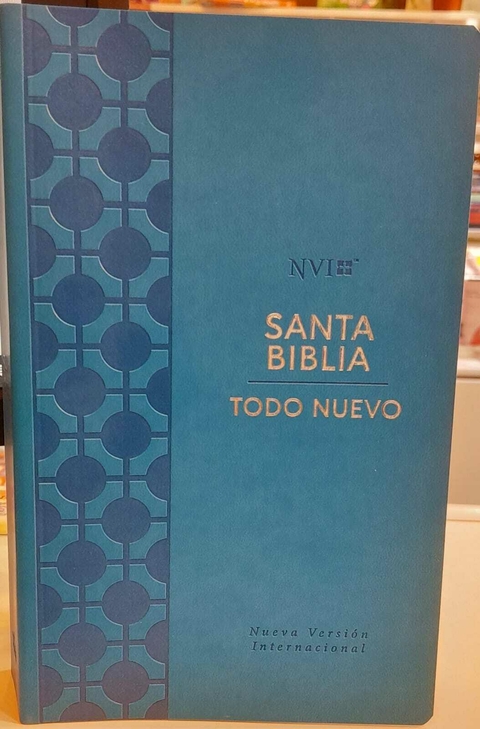 NVI
SANTA
BIBLIA
TODO NUEVO
Nueva Versión
Internacional